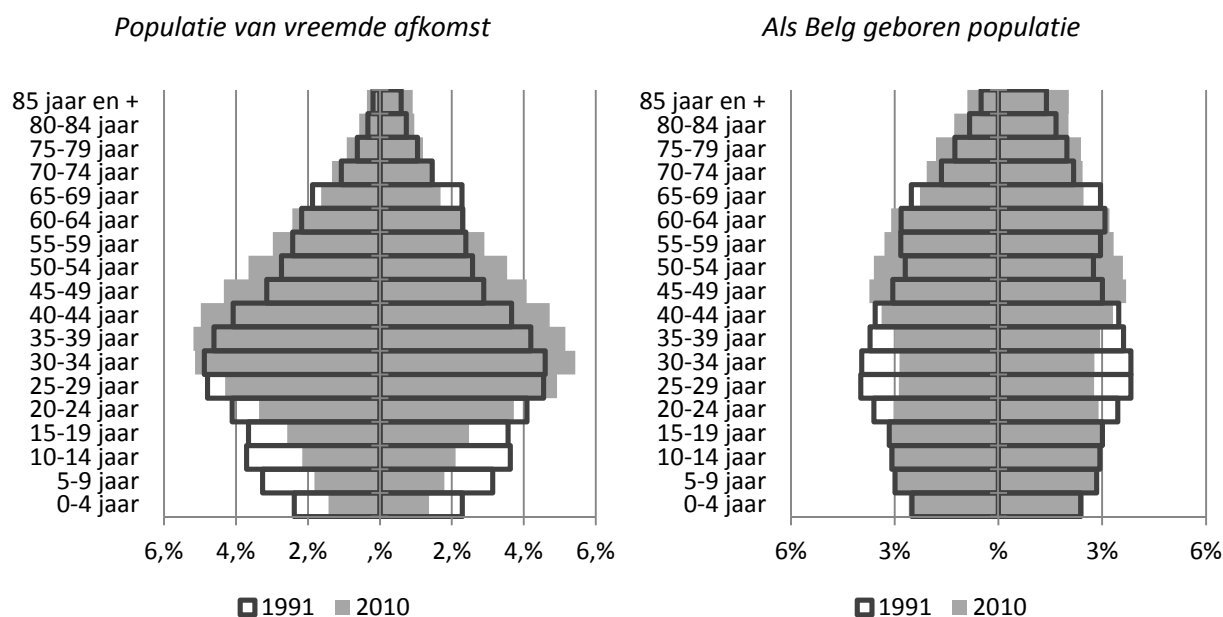 Populatie van vreemde afkomst
85 jaar en +
80-84 jaar
75-79 jaar
70-74 jaar
65-69 jaar
60-64 jaar
55-59 jaar
50-54 jaar
45-49 jaar
40-44 jaar
35-39 jaar
30-34 jaar
25-29 jaar
20-24 jaar
15-19 jaar
10-14 jaar
5-9 jaar
0-4 jaar
6,% 4,% 2,% ,% 2,% 4,% 6,%
1991 2010
Als Belg geboren populatie
85 jaar en +
80-84 jaar
75-79 jaar
70-74 jaar
65-69 jaar
60-64 jaar
55-59 jaar
50-54 jaar
45-49 jaar
40-44 jaar
35-39 jaar
30-34 jaar
25-29 jaar
20-24 jaar
15-19 jaar
10-14 jaar
5-9 jaar
0-4 jaar
6% 3% % 3% 6%
1991 2010